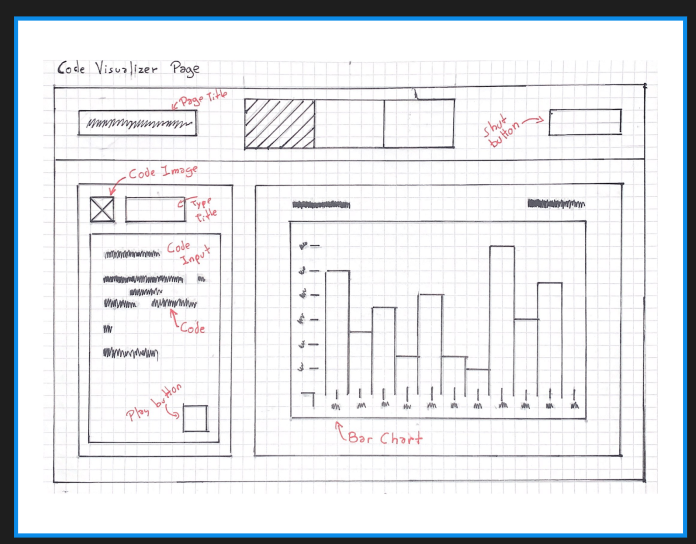 Code Visualizer Page
Page Title
Shut
button
Code Image
Type
Title
Code
Input
Code
Play button
Bar Chart